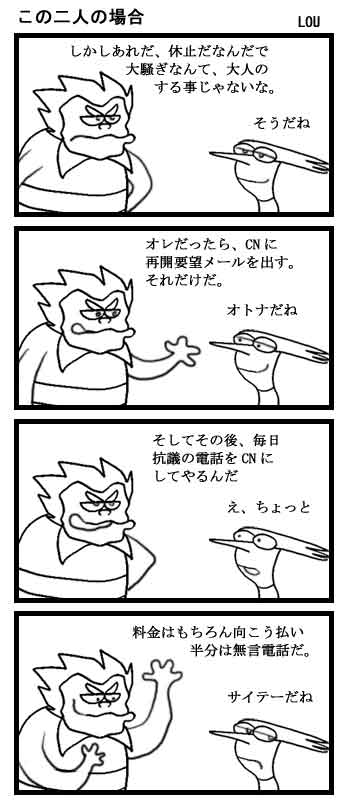 この二人の場合
LOU
しかしあれだ、休止だなんだで
大騒ぎなんて、大人の
する事じゃないな。
そうだね
オレだったら、CNに
再開要望メールを出す。
それだけだ。
オトナだね
そしてその後、毎日
抗議の電話をCNに
してやるんだ
え、ちょっと
料金はもちろん向こう払い
半分は無言電話だ。
サイテーだね